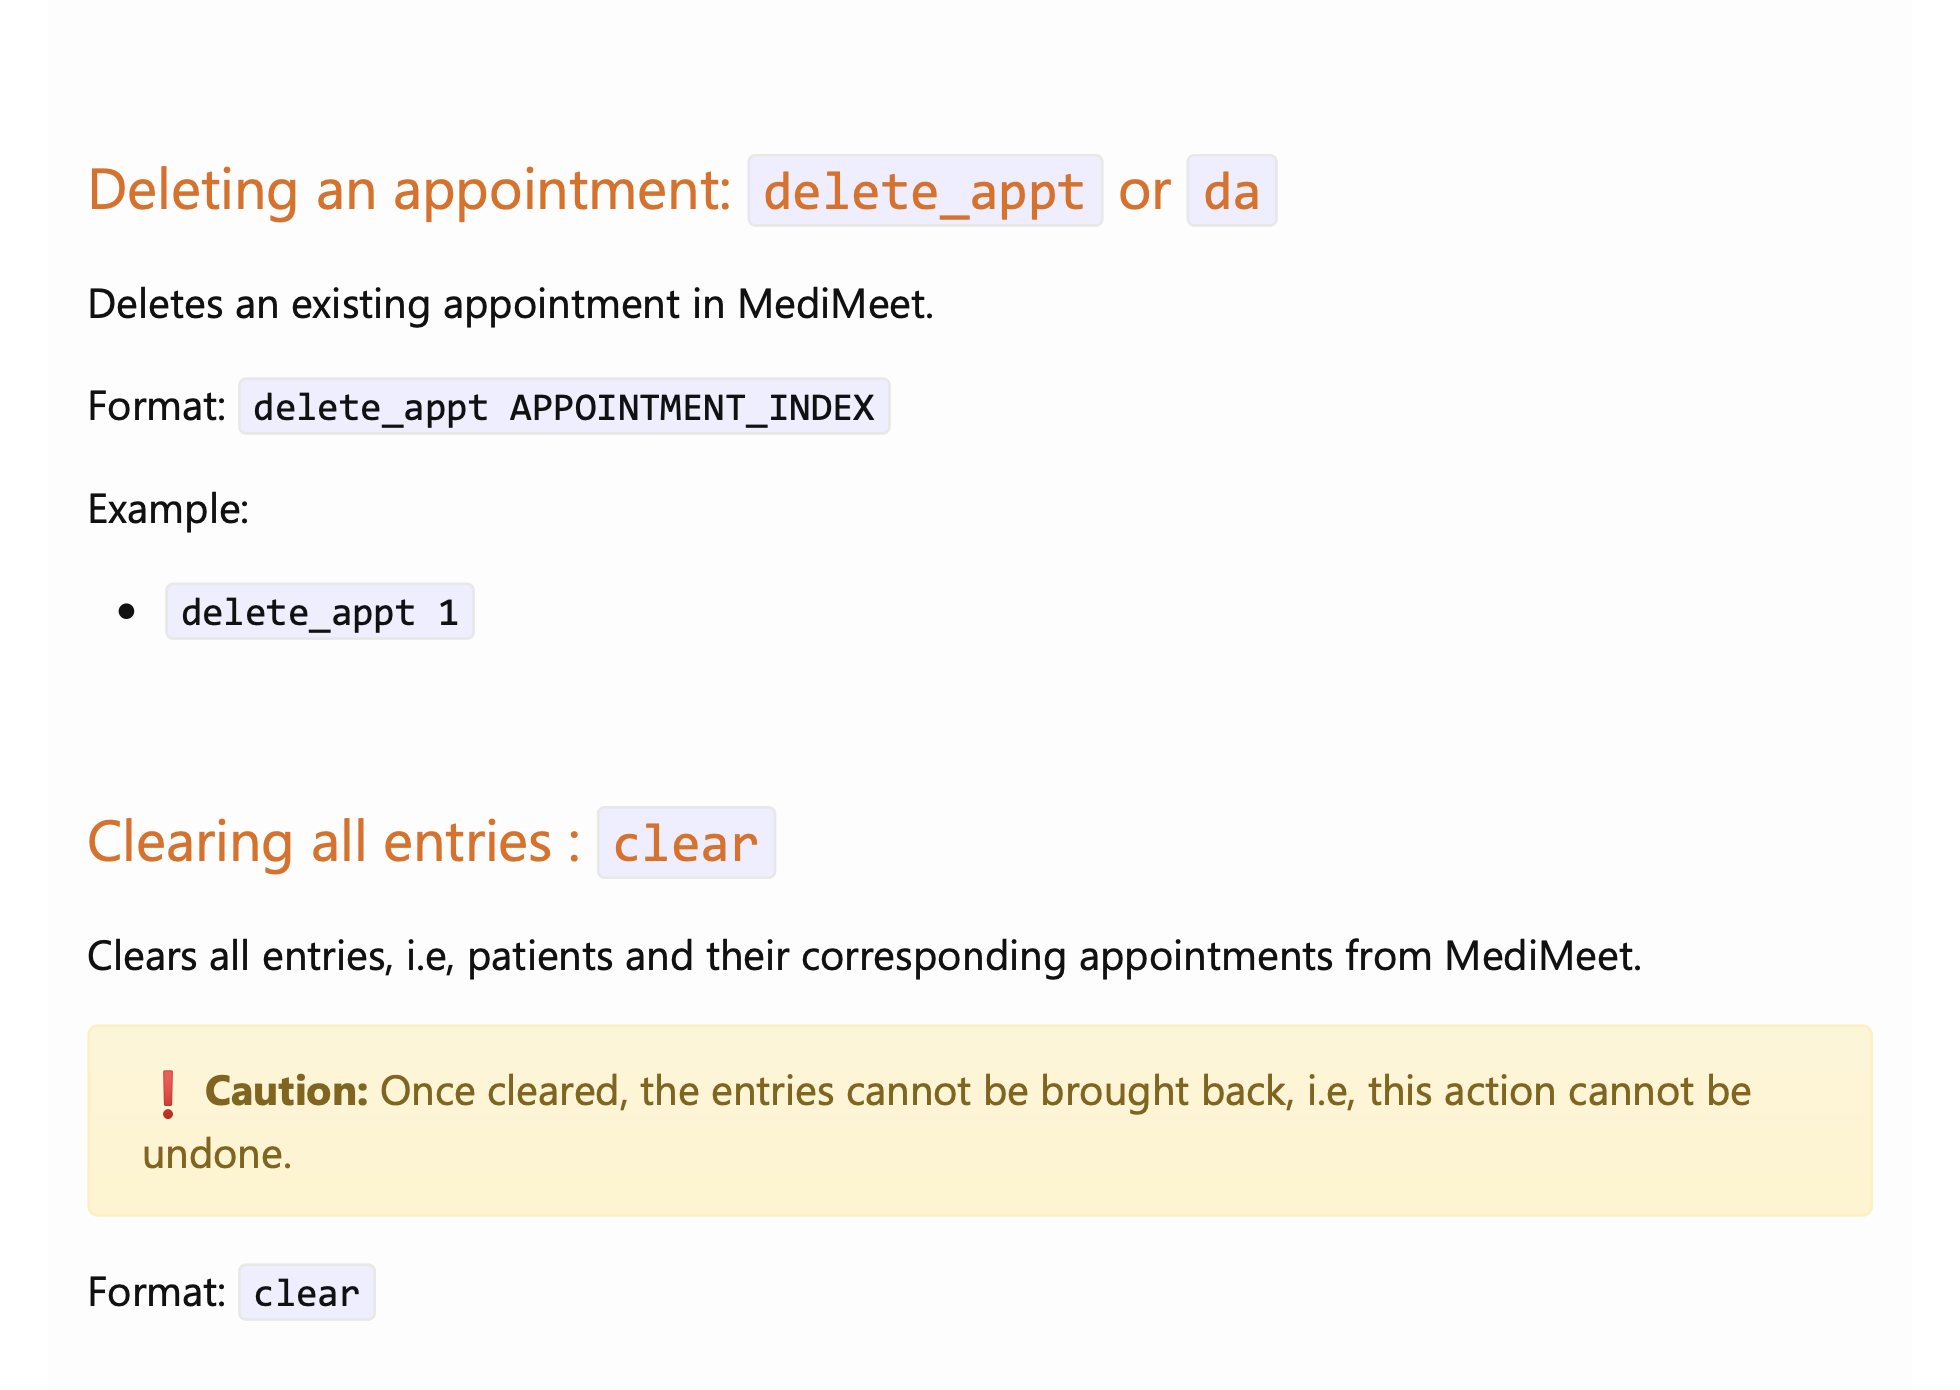 Deleting an appointment: delete_appt or da
Deletes an existing appointment in MediMeet.
Format: delete_appt APPOINTMENT_INDEX
Example:
• delete_appt 1
Clearing all entries : clear
Clears all entries, i.e, patients and their corresponding appointments from MediMeet.
❗ Caution: Once cleared, the entries cannot be brought back, i.e, this action cannot be
undone.
Format: clear